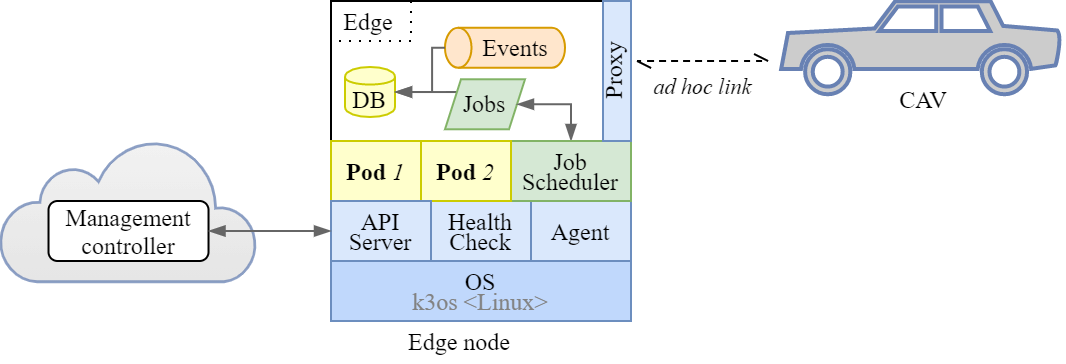 Edge
Events
DB
Jobs
Proxy
ad hoc link
CAV
Pod 1
Pod 2
Job
Scheduler
Management
controller
API
Server
Health
Check
Agent
OS
k3os <Linux>
Edge node